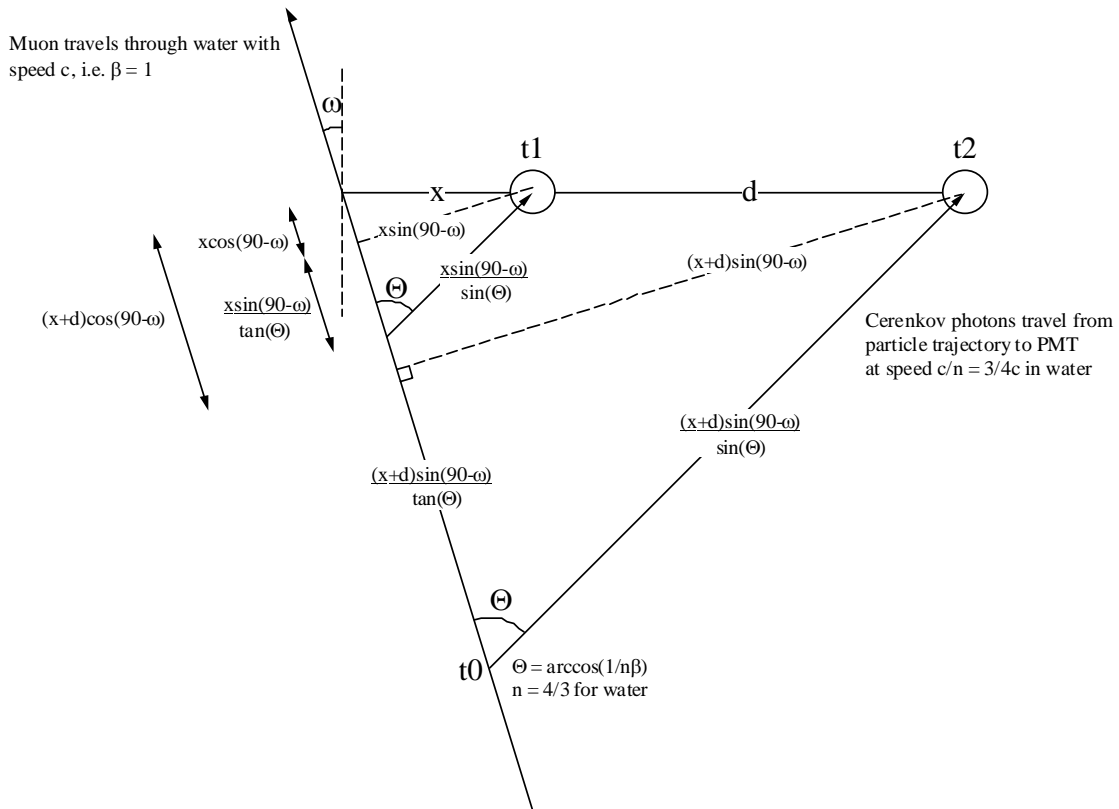 Muon travels through water with
speed c, i.e. β = 1
ω
t1
t2
x
d
xsin(90-ω)
xcos(90-ω)
(x+d)sin(90-ω)
Θ
xsin(90-ω)
sin(Θ)
xsin(90-ω)
tan(Θ)
(x+d)cos(90-ω)
Cerenkov photons travel from
particle trajectory to PMT
at speed c/n = 3/4c in water
(x+d)sin(90-ω)
sin(Θ)
(x+d)sin(90-ω)
tan(Θ)
Θ
t0
Θ = arccos(1/nβ)
n = 4/3 for water